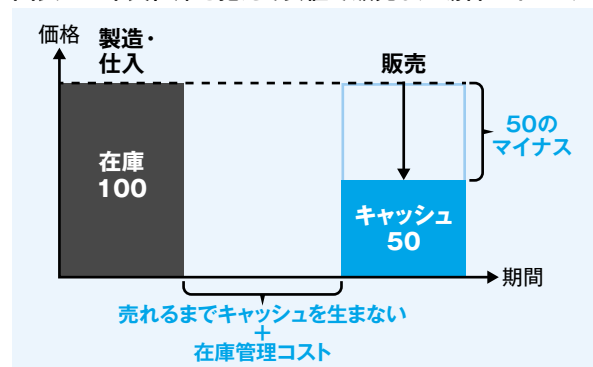 価格
製造・
仕入
販売
50の
マイナス
在庫
100
キャッシュ
50
期間
売れるまでキャッシュを生まない
+
在庫管理コスト